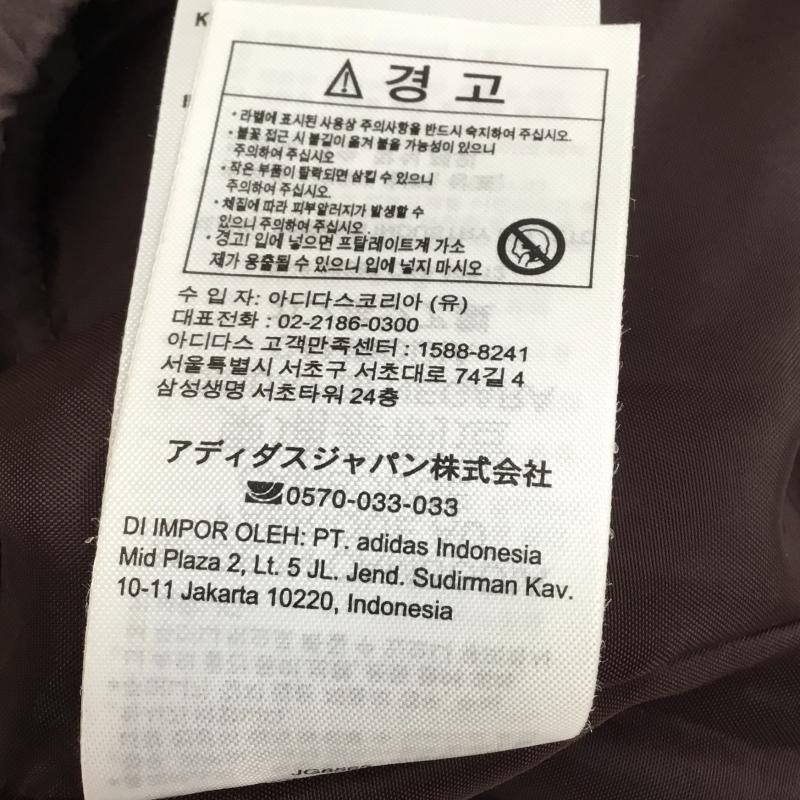 K
경 고
• 라벨에 표시된 사용상 주의사항을 반드시 숙지하여 주십시오.
• 불꽃 접근 시 불길이 옮겨 붙을 가능성이 있으니
주의하여 주십시오
• 작은 부품이 탈락되면 삼킬 수 있으니
주의하여 주십시오.
• 체질에 따라 피부알러지가 발생할 수
있으니 주의하여 주십시오.
• 경고! 입에 넣으면 프탈레이트계 가소
제가 용출될 수 있으니 입에 넣지 마시오
수 입 자: 아디다스코리아 (유)
대표전화 : 02-2186-0300
아디다스 고객만족센터 : 1588-8241
서울특별시 서초구 서초대로 74길 4
삼성생명 서초타워 24층
アディダスジャパン株式会社
0570-033-033
DI IMPOR OLEH: PT. adidas Indonesia
Mid Plaza 2, Lt. 5 JL. Jend. Sudirman Kav.
10-11 Jakarta 10220, Indonesia